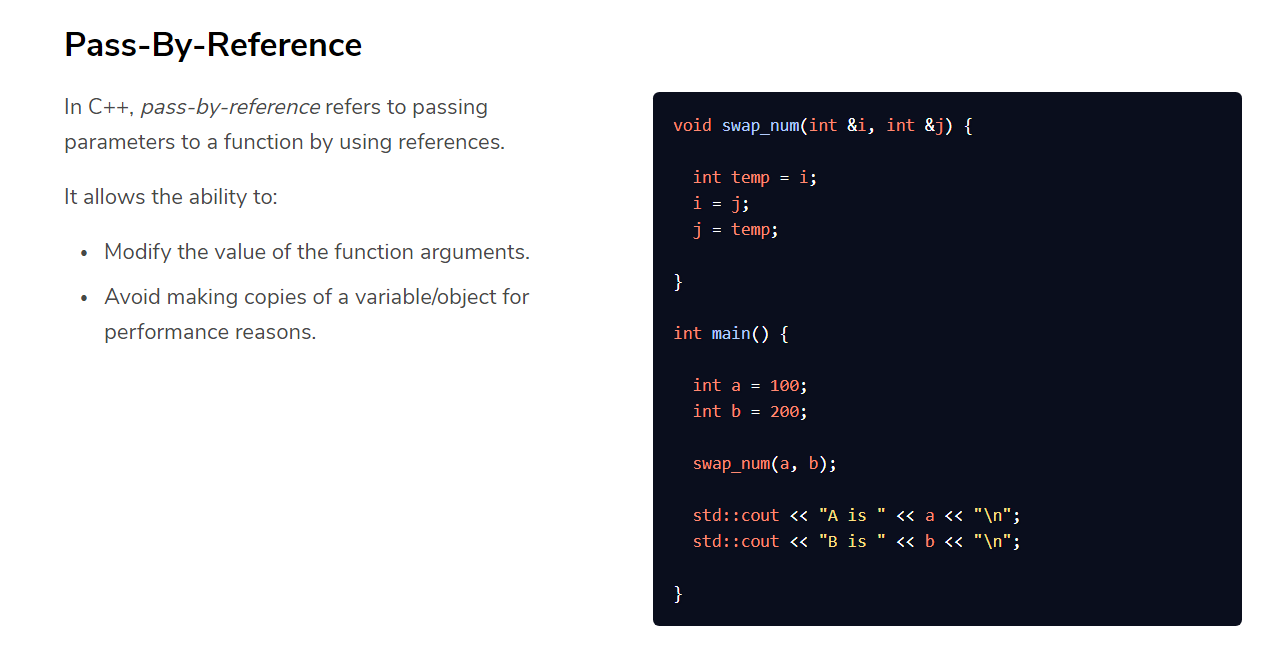 Pass-By-Reference
In C++, pass-by-reference refers to passing
parameters to a function by using references.
It allows the ability to:
• Modify the value of the function arguments.
• Avoid making copies of a variable/object for
performance reasons.
void swap_num(int &i, int &j) {
  int temp = i;
  i = j;
  j = temp;
}
int main() {
  int a = 100;
  int b = 200;
  swap_num(a, b);
  std::cout << "A is " << a << "\n";
  std::cout << "B is " << b << "\n";
}